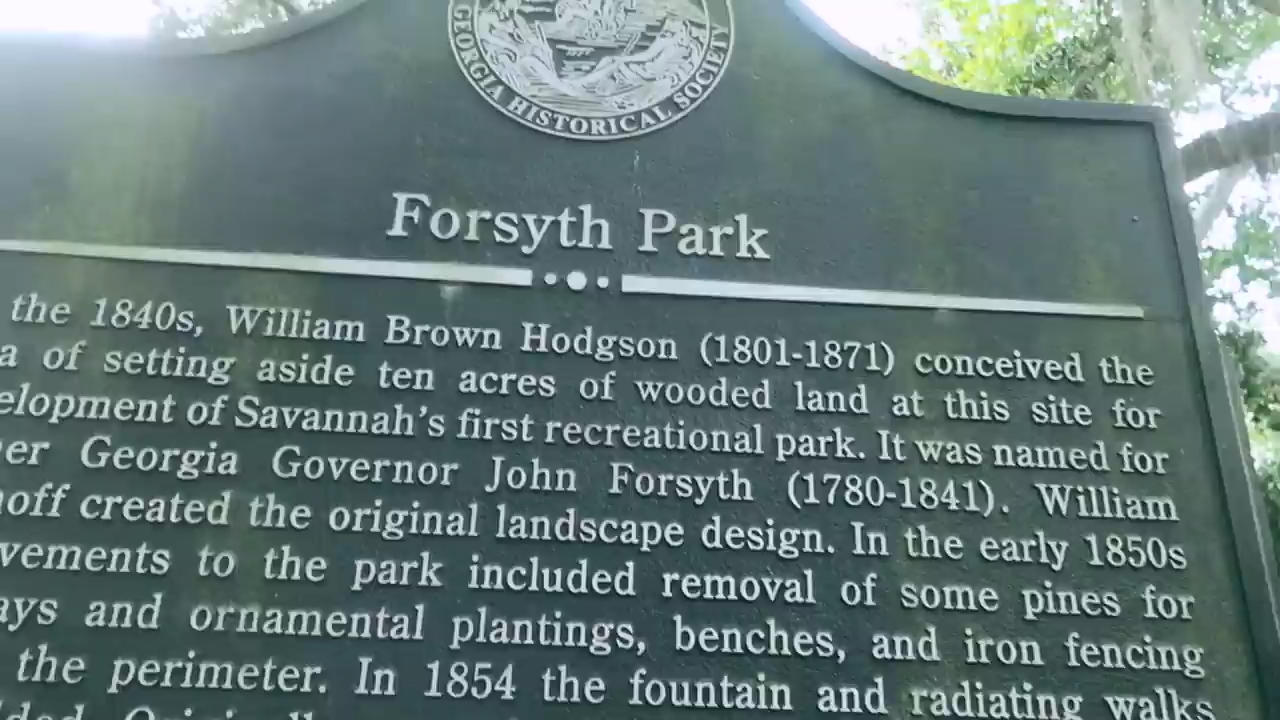 GEORGIA HISTORICAL SOCIETY
Forsyth Park
the 1840s, William Brown Hodgson (1801-1871) conceived the
a of setting aside ten acres of wooded land at this site for
elopment of Savannah's first recreational park. It was named for
er Georgia Governor John Forsyth (1780-1841). William
hoff created the original landscape design. In the early 1850s
vements to the park included removal of some pines for
ays and ornamental plantings, benches, and iron fencing
the perimeter. In 1854 the fountain and radiating walks